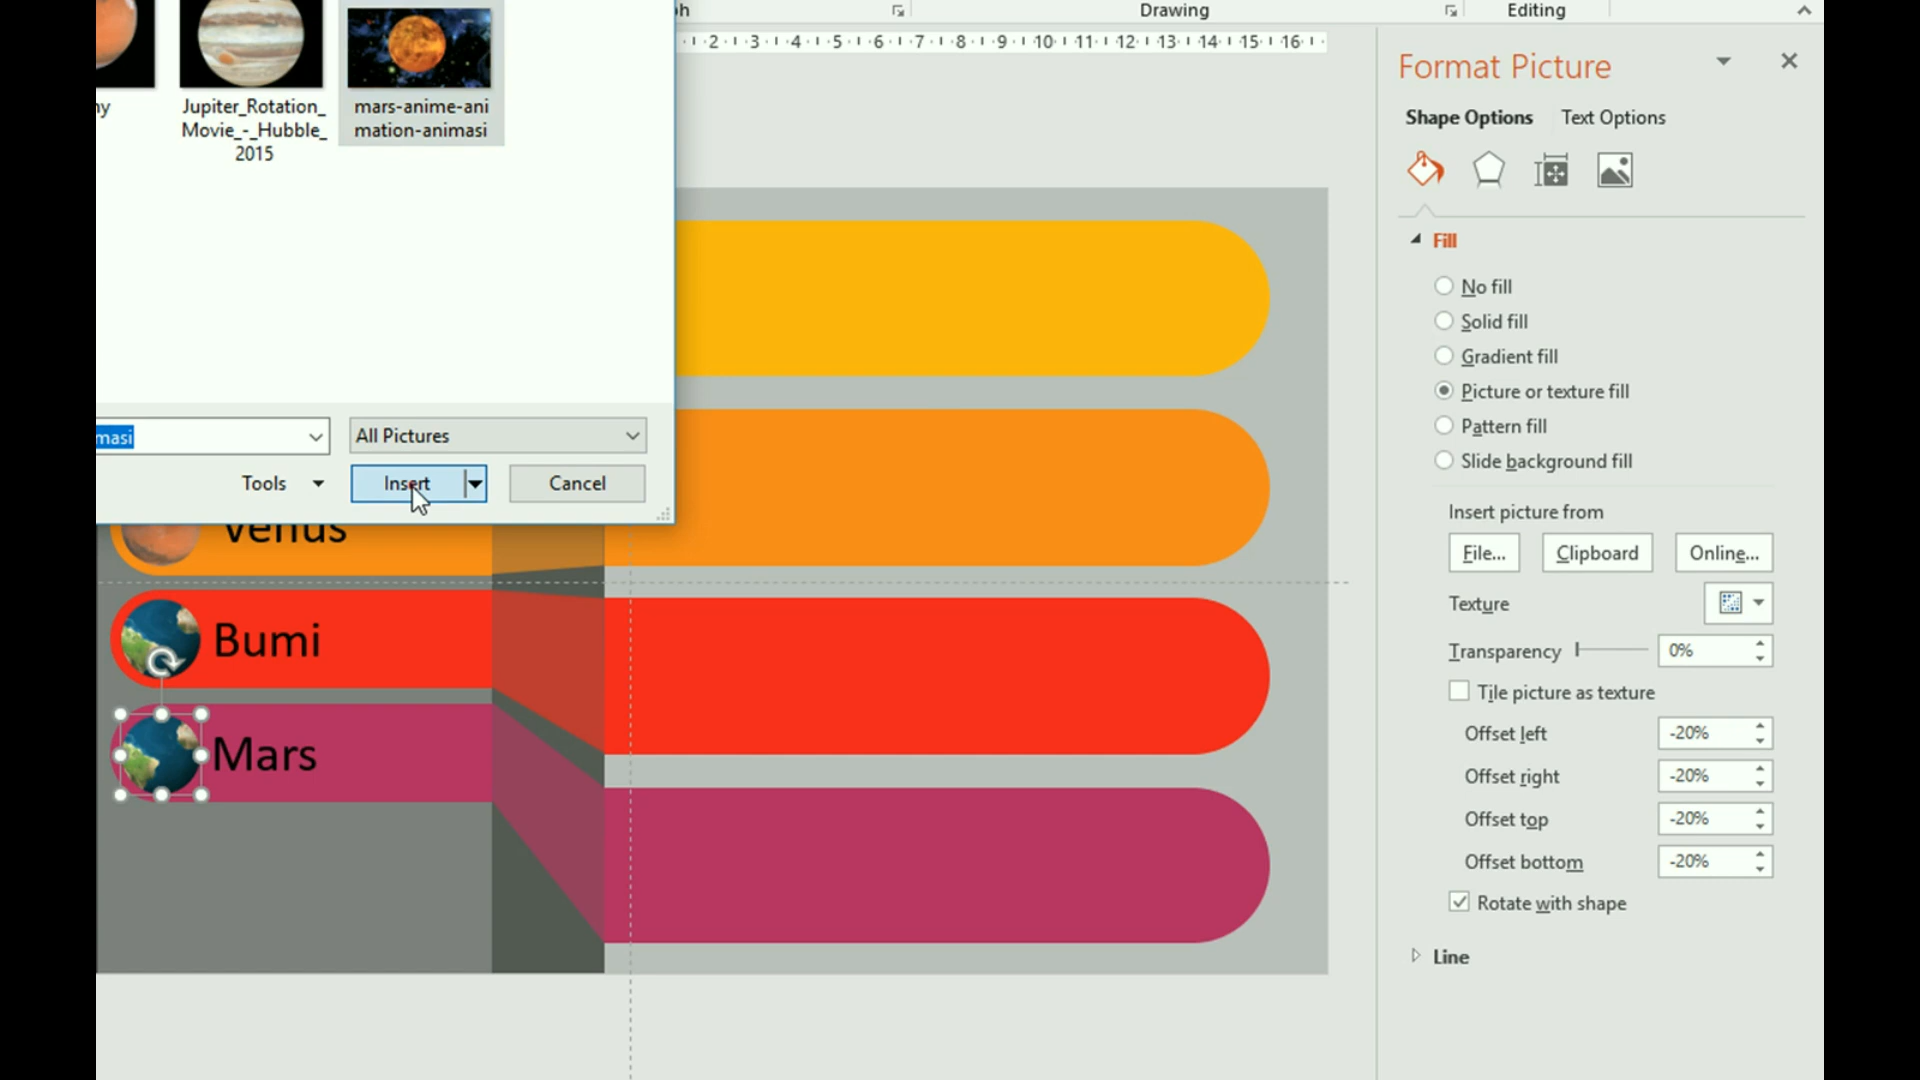 Drawing
Editing
2 3 4 5 6 7 8 9 10 11 12 13 14 15 16
Jupiter_Rotation_
Movie_-_Hubble_
2015
mars-anime-ani
mation-animasi
masi
All Pictures
Tools
Insert
Cancel
Venus
Bumi
Mars
Format Picture
Shape Options
Text Options
Fill
No fill
Solid fill
Gradient fill
Picture or texture fill
Pattern fill
Slide background fill
Insert picture from
File...
Clipboard
Online...
Texture
Transparency
0%
Tile picture as texture
Offset left
-20%
Offset right
-20%
Offset top
-20%
Offset bottom
-20%
Rotate with shape
Line